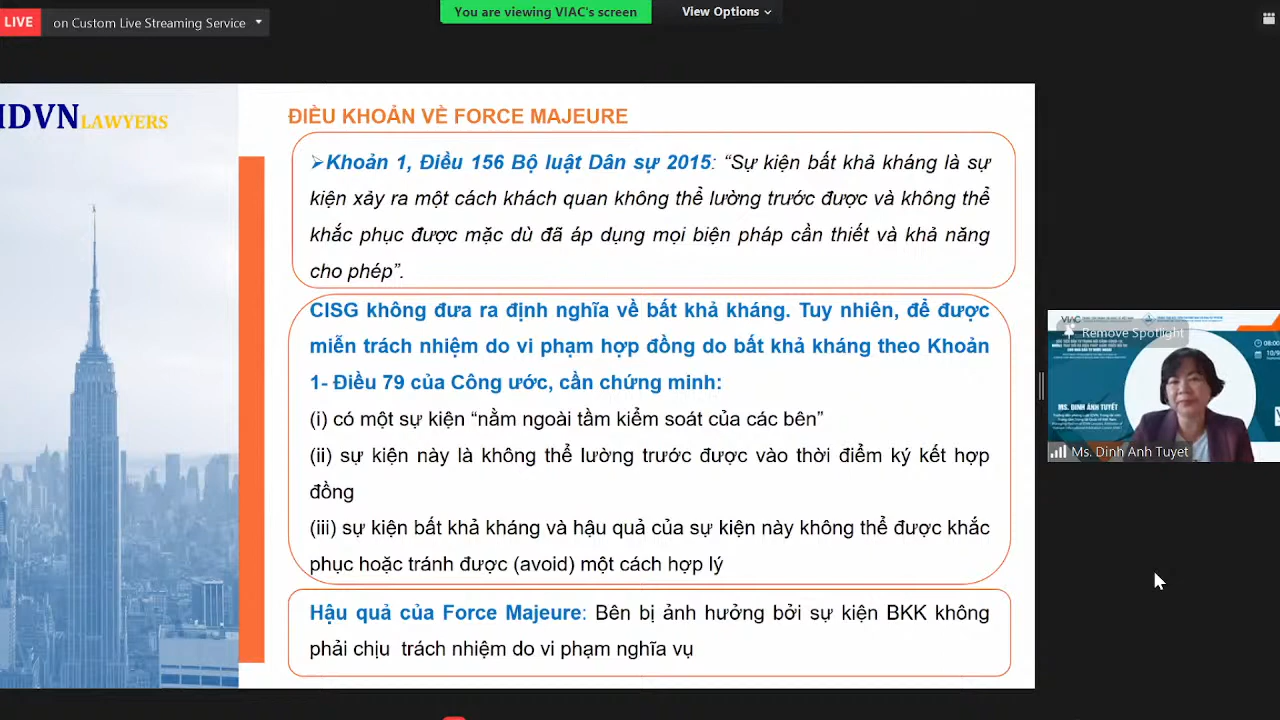 LIVE
on Custom Live Streaming Service
You are viewing VIAC's screen
View Options
IDVN LAWYERS
ĐIỀU KHOẢN VỀ FORCE MAJEURE
➢Khoản 1, Điều 156 Bộ luật Dân sự 2015: “Sự kiện bất khả kháng là sự
kiện xảy ra một cách khách quan không thể lường trước được và không thể
khắc phục được mặc dù đã áp dụng mọi biện pháp cần thiết và khả năng
cho phép”.
CISG không đưa ra định nghĩa về bất khả kháng. Tuy nhiên, để được
miễn trách nhiệm do vi phạm hợp đồng do bất khả kháng theo Khoản
1- Điều 79 của Công ước, cần chứng minh:
(i) có một sự kiện “nằm ngoài tầm kiểm soát của các bên”
(ii) sự kiện này là không thể lường trước được vào thời điểm ký kết hợp
đồng
(iii) sự kiện bất khả kháng và hậu quả của sự kiện này không thể được khắc
phục hoặc tránh được (avoid) một cách hợp lý
Hậu quả của Force Majeure: Bên bị ảnh hưởng bởi sự kiện BKK không
phải chịu trách nhiệm do vi phạm nghĩa vụ
VIAC
Remove Spotlight
MS. ĐINH ÁNH TUYẾT
Ms. Dinh Anh Tuyet